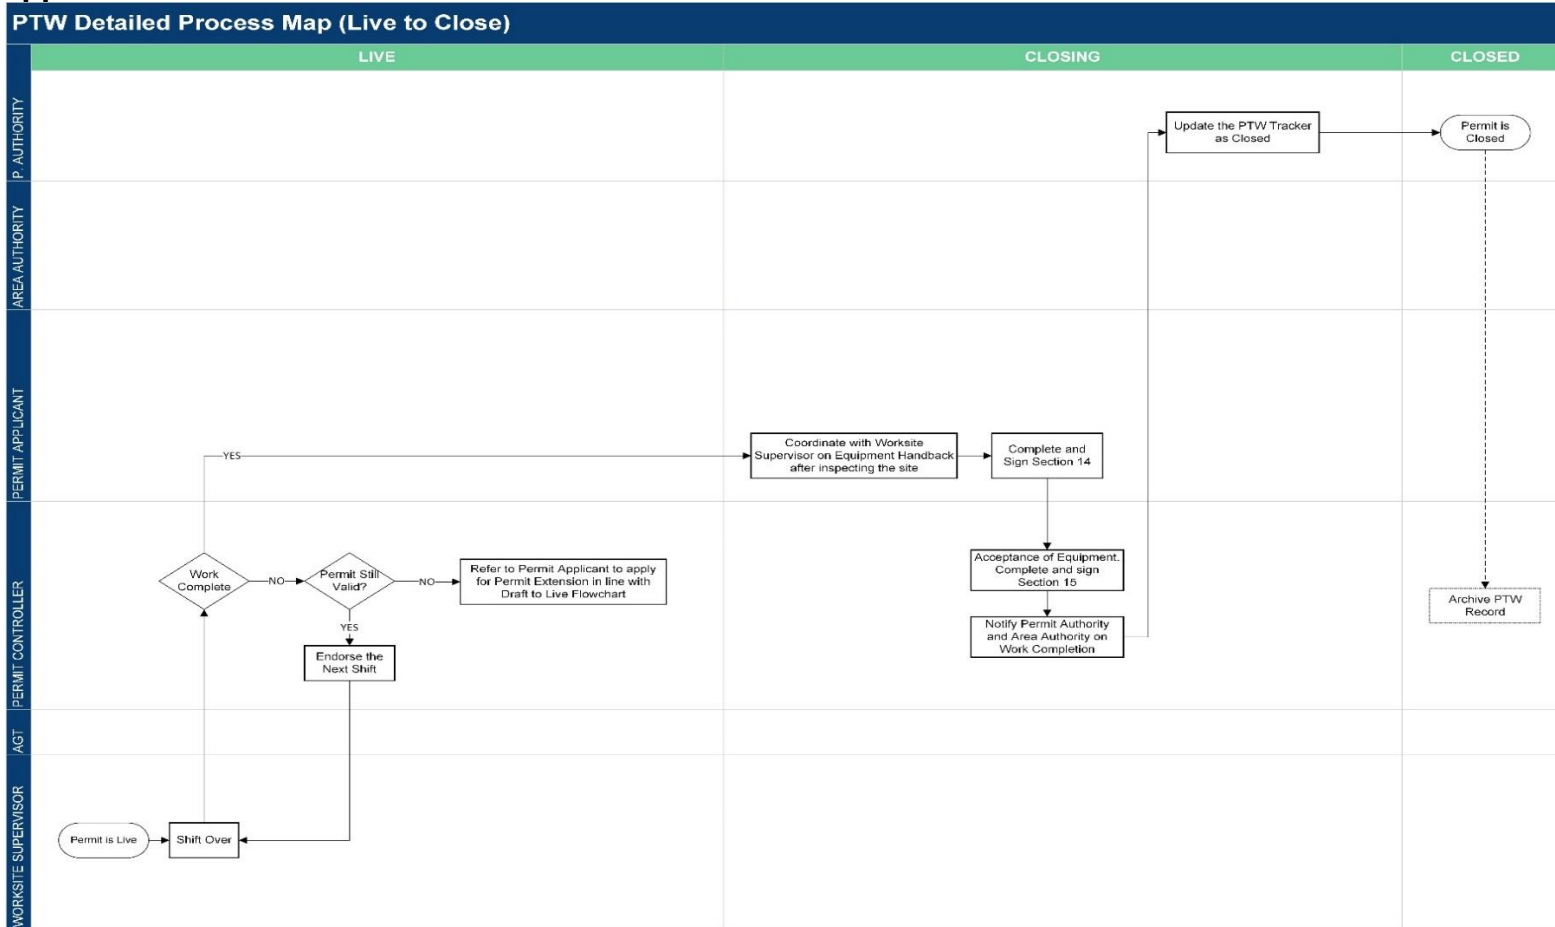 PTW Detailed Process Map (Live to Close)
LIVE
CLOSING
CLOSED
P. AUTHORITY
Update the PTW Tracker
as Closed
Permit is
Closed
AREA AUTHORITY
PERMIT APPLICANT
YES
Coordinate with Worksite
Supervisor on Equipment Handback
after inspecting the site
Complete and
Sign Section 14
PERMIT CONTROLLER
Work
Complete
NO
Permit Still
Valid?
NO
Refer to Permit Applicant to apply
for Permit Extension in line with
Draft to Live Flowchart
YES
Endorse the
Next Shift
Acceptance of Equipment.
Complete and sign
Section 15
Notify Permit Authority
and Area Authority on
Work Completion
Archive PTW
Record
AGT
WORKSITE SUPERVISOR
Permit is Live
Shift Over